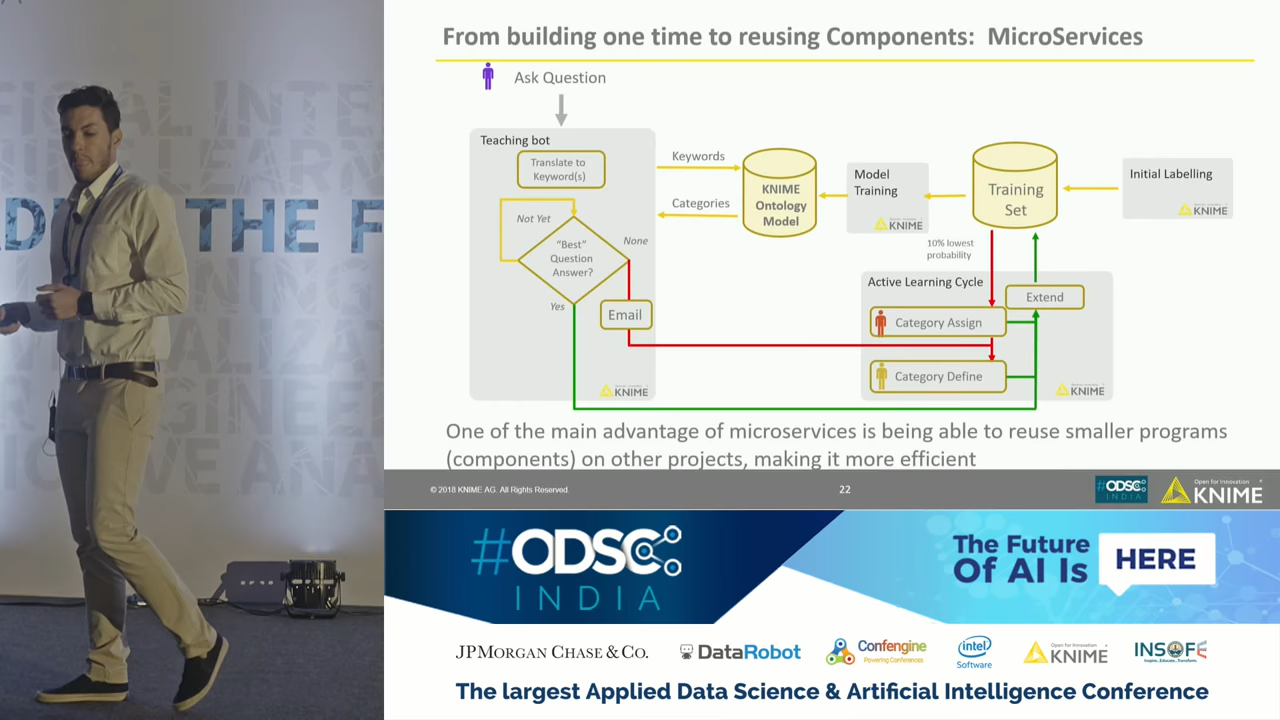 From building one time to reusing Components: MicroServices
Ask Question
Teaching bot
Translate to
Keyword(s)
Not Yet
"Best"
Question
Answer?
None
Yes
Email
KNIME
Keywords
Categories
KNIME
Ontology
Model
Model
Training
KNIME
Training
Set
Initial Labelling
KNIME
10% lowest
probability
Active Learning Cycle
Extend
Category Assign
Category Define
KNIME
One of the main advantage of microservices is being able to reuse smaller programs
(components) on other projects, making it more efficient
© 2018 KNIME AG. All Rights Reserved.
22
#ODSC
INDIA
Open for Innovation
KNIME
#ODSC
INDIA
The Future
Of AI Is
HERE
JPMORGAN CHASE & CO.
DataRobot
Confengine
Powering Conferences
intel
Software
Open for Innovation
KNIME
INSOFE
Inspire...Educate...Transform.
The largest Applied Data Science & Artificial Intelligence Conference
THE F